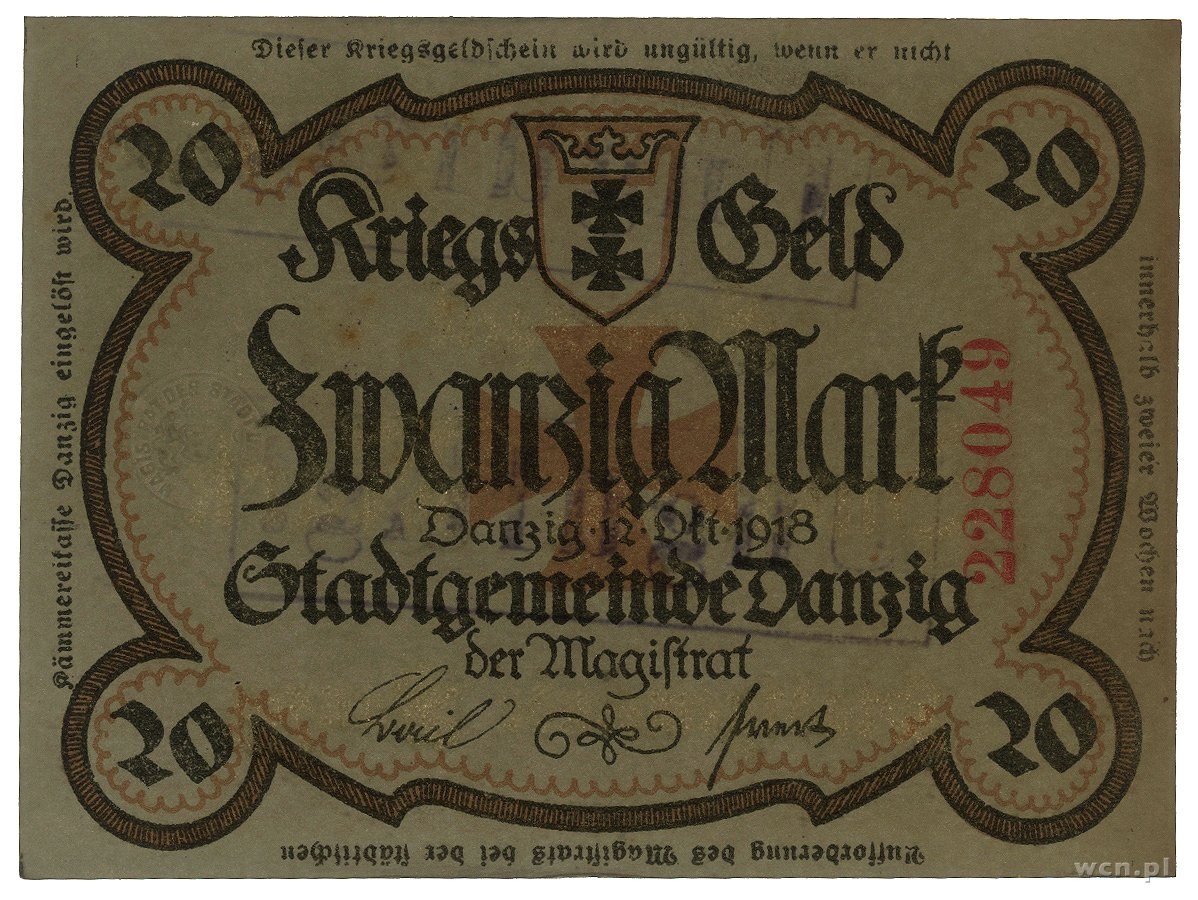 Dieser Kriegsgeldschein wird ungültig, wenn er nicht
innerhalb zweier Wochen nach
Aufforderung des Magistrats bei der städtischen
Kämmereikasse Danzig eingelöst wird.
20 20
Kriegs Geld
Zwanzig Mark
228049
Danzig · 12 · Okt · 1918
Stadtgemeinde Danzig
der Magistrat
20 20
wcn.pl